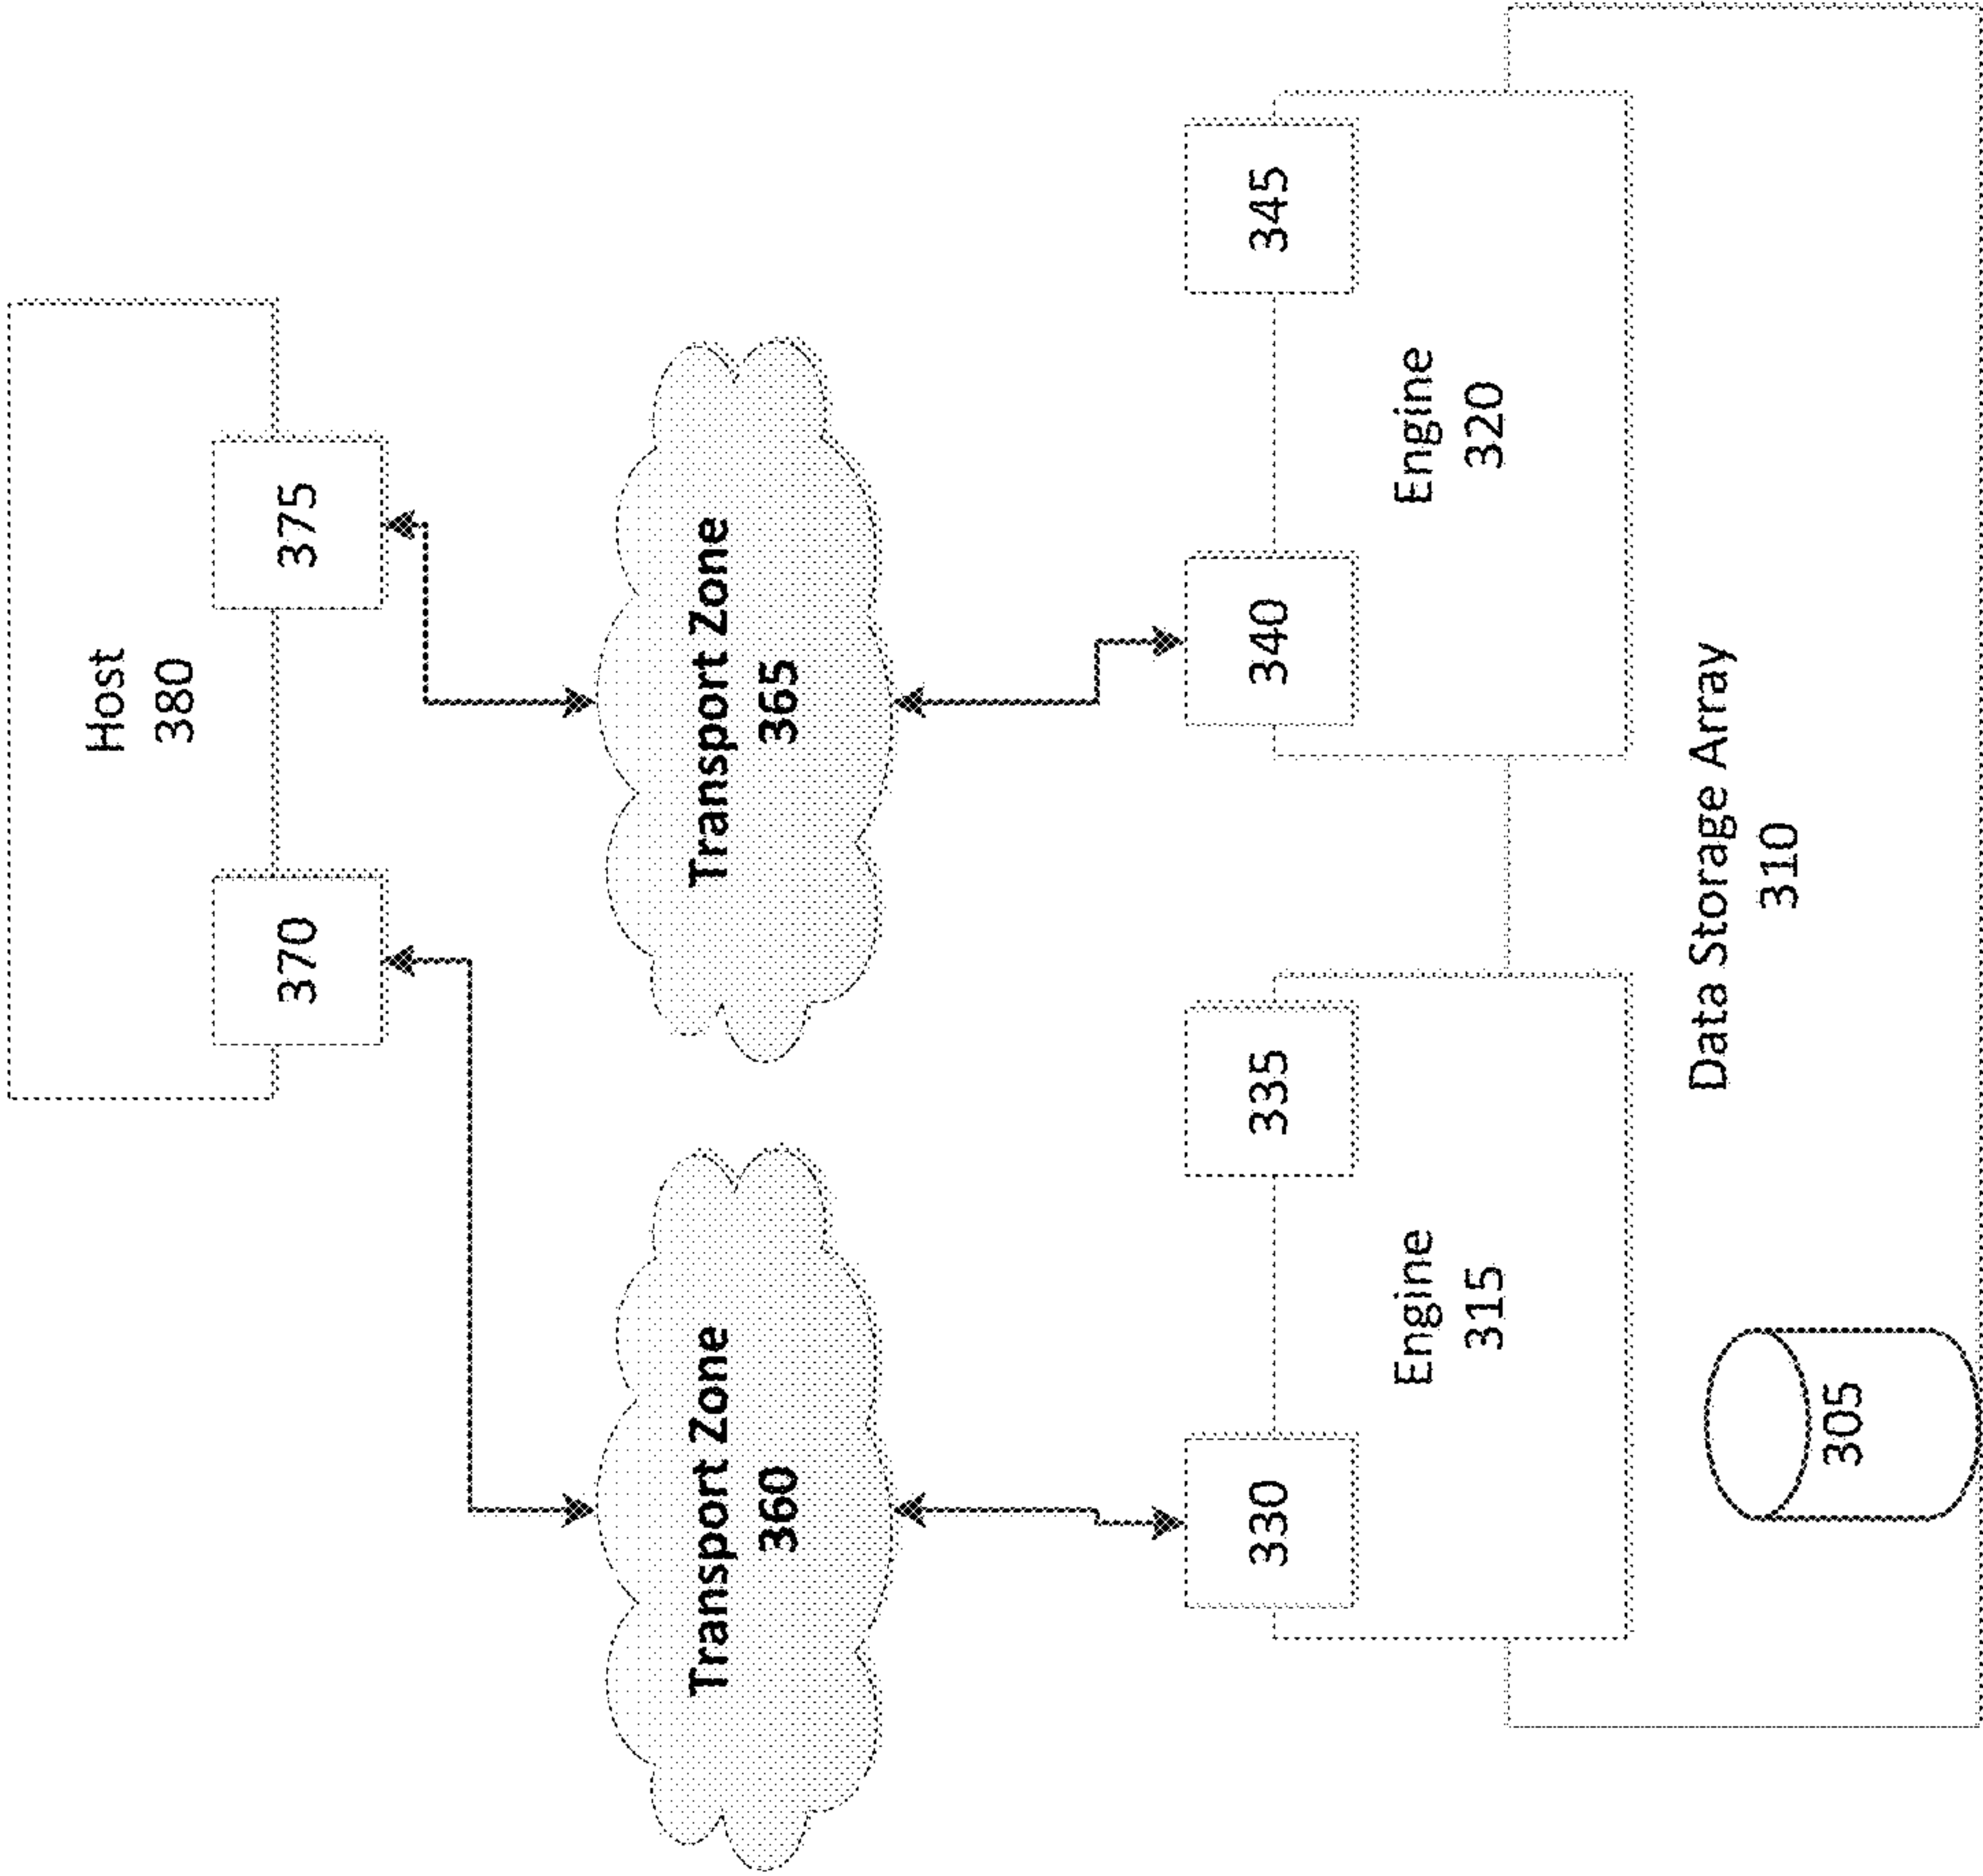 Host
380
370
375
Transport Zone
360
Transport Zone
365
330
335
340
345
Engine
315
Engine
320
305
Data Storage Array
310